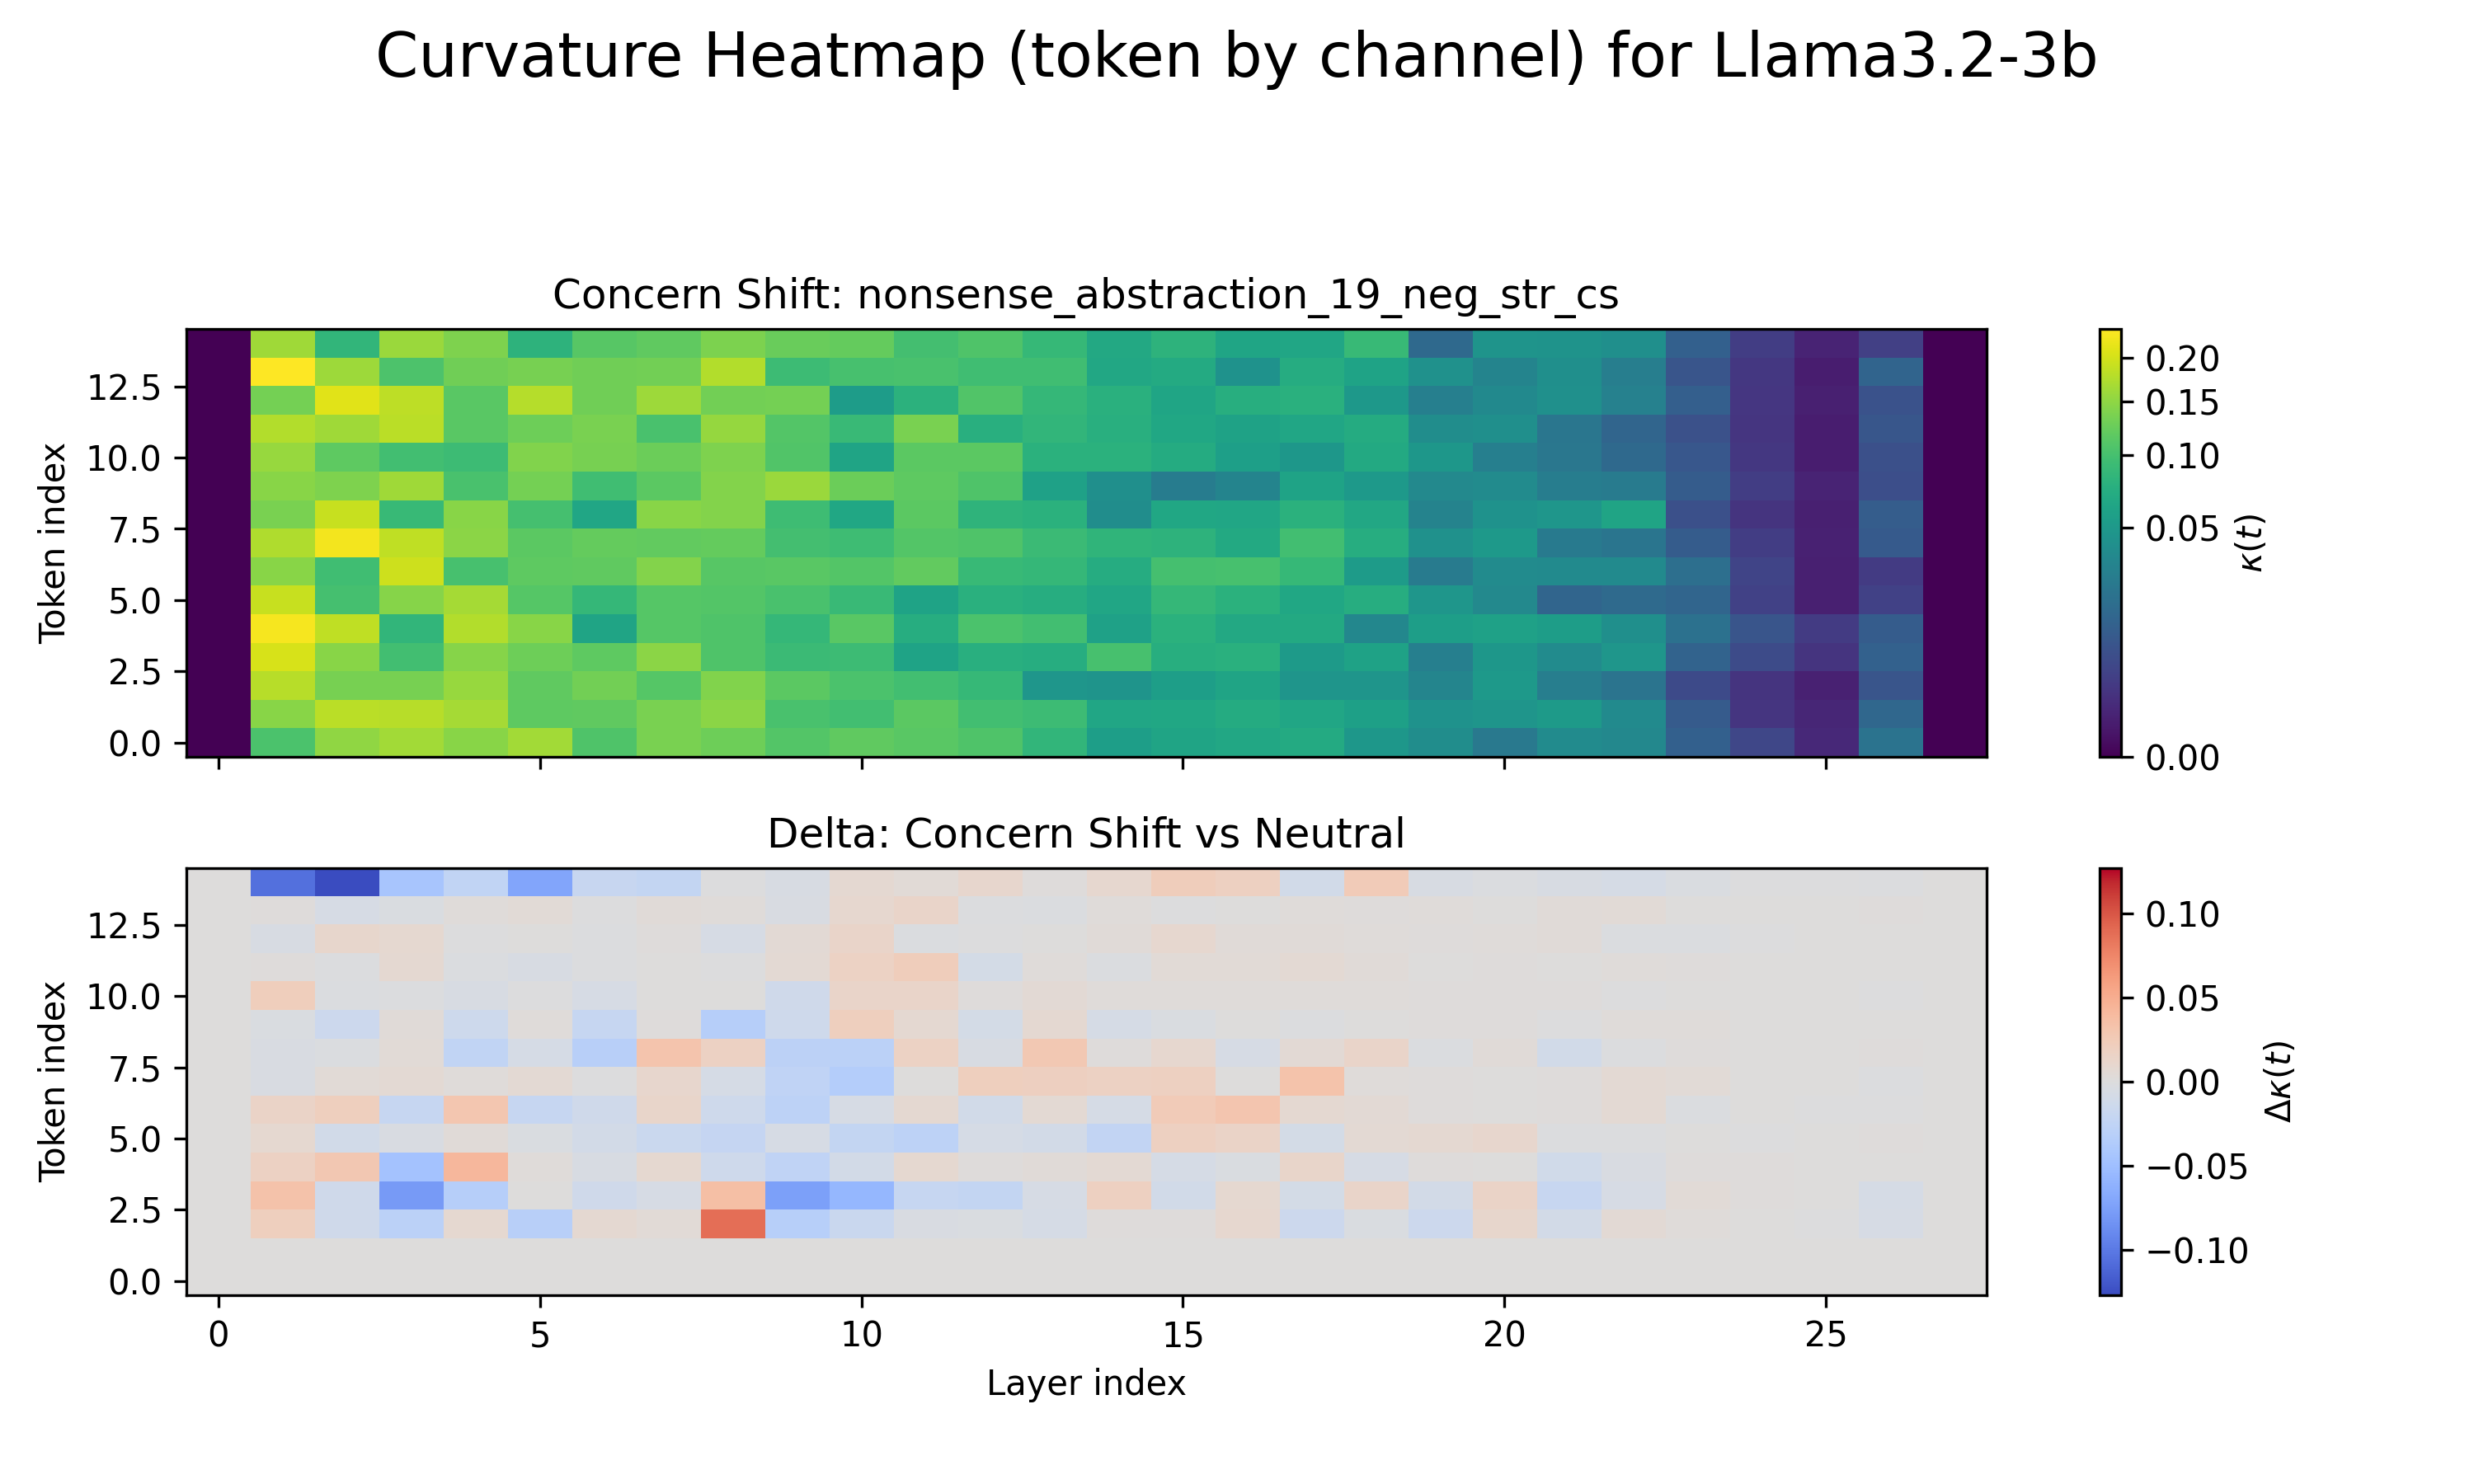 Curvature Heatmap (token by channel) for Llama3.2-3b
Concern Shift: nonsense_abstraction_19_neg_str_cs
Token index
12.5
10.0
7.5
5.0
2.5
0.0
0.20
0.15
0.10
0.05
0.00
κ(t)
Delta: Concern Shift vs Neutral
Token index
12.5
10.0
7.5
5.0
2.5
0.0
0 5 10 15 20 25
Layer index
0.10
0.05
0.00
−0.05
−0.10
Δκ(t)